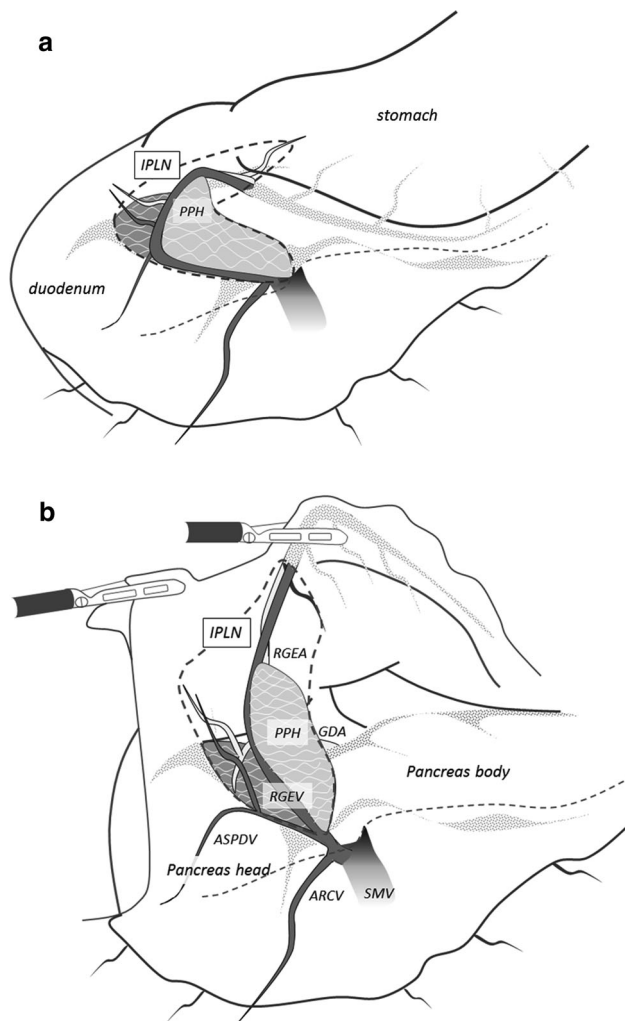 a
stomach
IPLN
PPH
duodenum
b
IPLN
RGEA
PPH
GDA
Pancreas body
RGEV
ASPDV
Pancreas head
ARCV
SMV